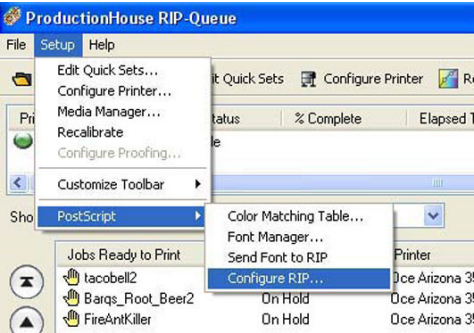 ProductionHouse RIP-Queue
File Setup Help
Edit Quick Sets...
it Quick Sets Configure Printer
Configure Printer...
Media Manager...
tatus % Complete Elapsed
Recalibrate
Configure Proofing...
Customize Toolbar
PostScript
Color Matching Table...
Font Manager...
Jobs Ready to Print
Send Font to RIP
Printer
tacobell2
Configure RIP...
Oce Arizona 35
Barqs_Root_Beer2 On Hold Oce Arizona 35
FireAntKiller On Hold Oce Arizona 35